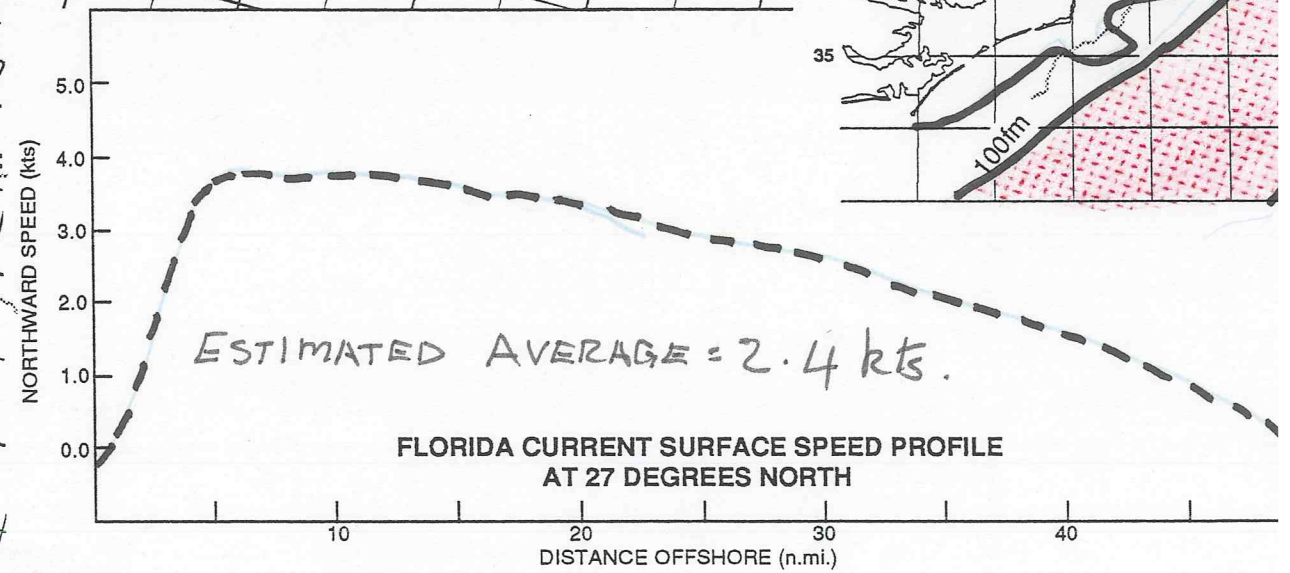 35
100fm
5.0
4.0
3.0
2.0
1.0
0.0
NORTHWARD SPEED (kts)
ESTIMATED AVERAGE = 2.4 kts.
FLORIDA CURRENT SURFACE SPEED PROFILE
AT 27 DEGREES NORTH
10 20 30 40
DISTANCE OFFSHORE (n.mi.)